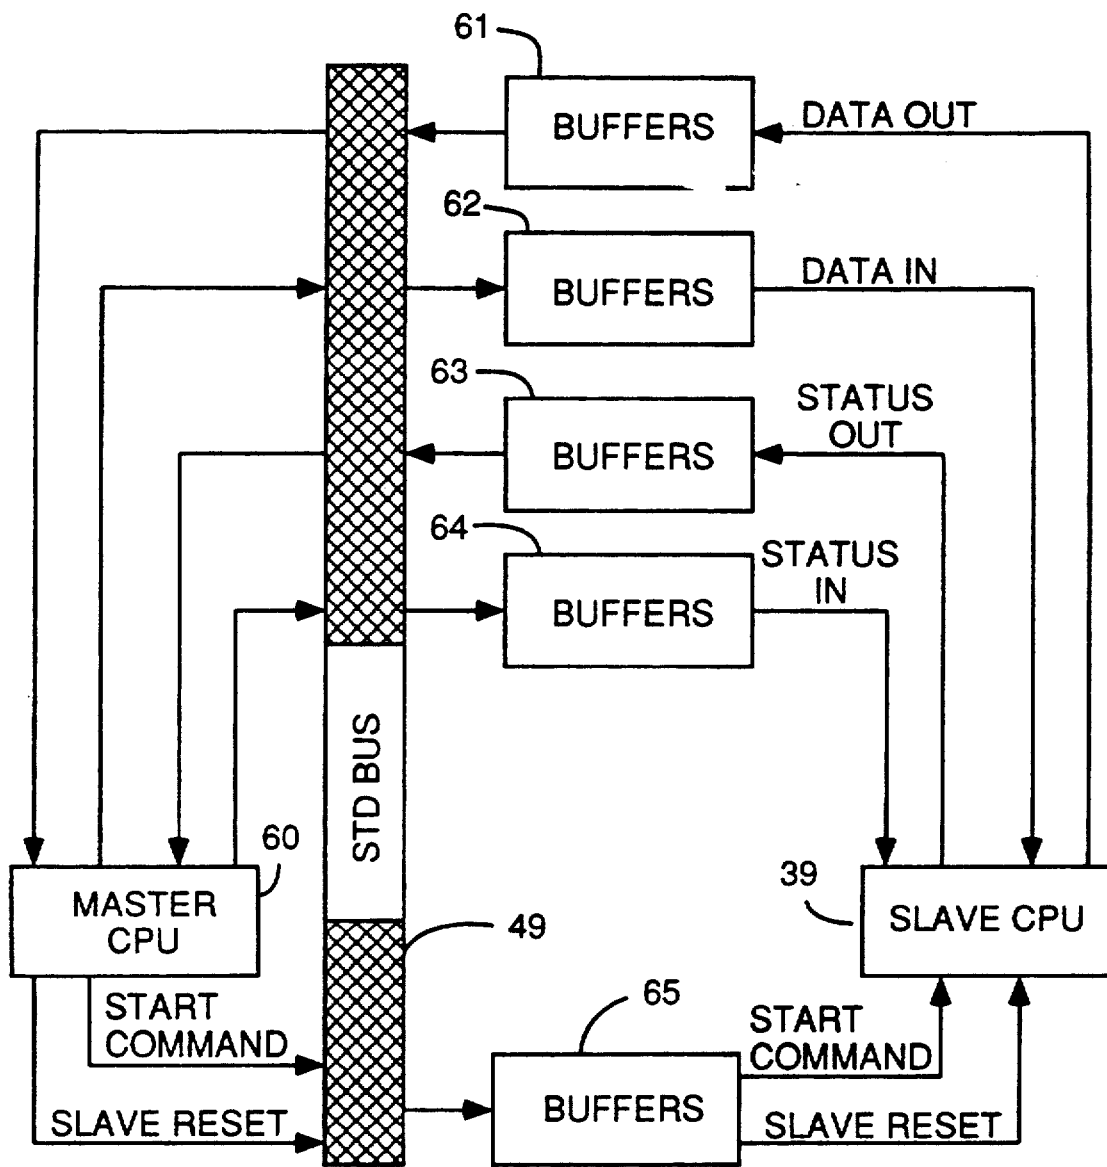 61
BUFFERS
DATA OUT
62
BUFFERS
DATA IN
63
BUFFERS
STATUS
OUT
64
BUFFERS
STATUS
IN
STD BUS
60
MASTER
CPU
39
SLAVE CPU
49
START
COMMAND
SLAVE RESET
65
BUFFERS
START
COMMAND
SLAVE RESET